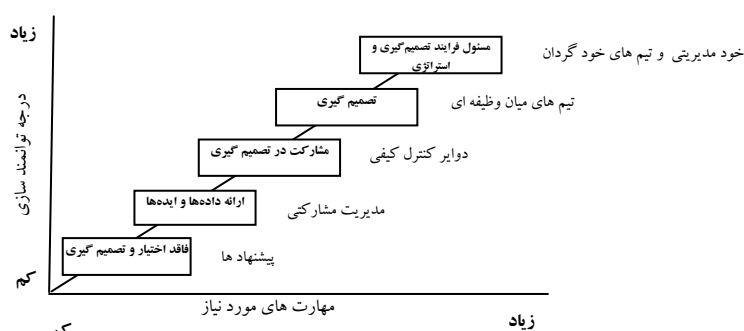 زیاد
مسئول فرایند تصمیم‌گیری و
استراتژی
خود مدیریتی و تیم های خود گردان
تصمیم گیری
تیم های میان وظیفه ای
درجه توانمند سازی
مشارکت در تصمیم گیری
دوایر کنترل کیفی
ارائه داده‌ها و ایده‌ها
مدیریت مشارکتی
فاقد اختیار و تصمیم گیری
پیشنهاد ها
کم
مهارت های مورد نیاز
زیاد